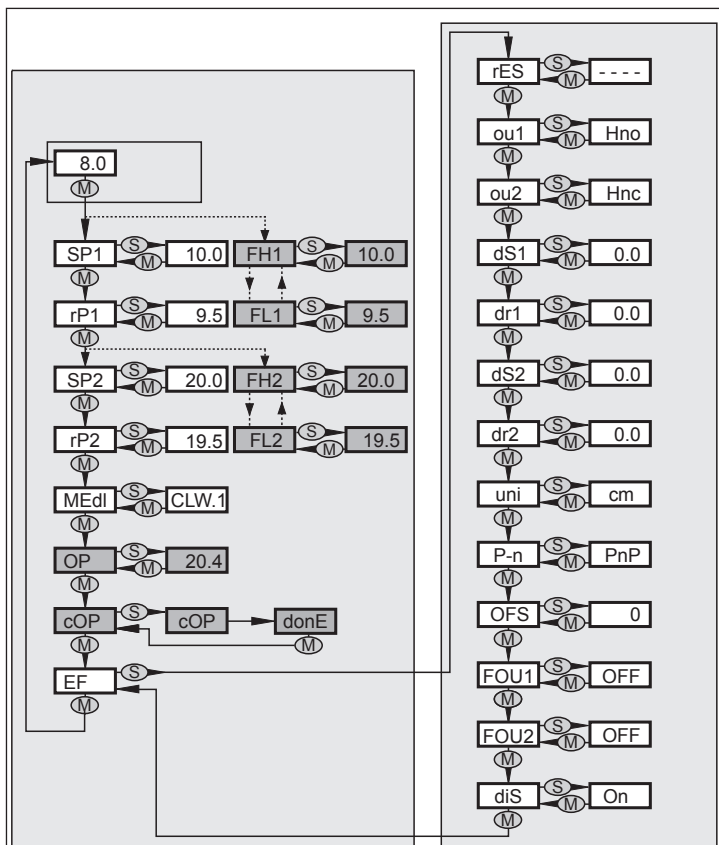 8.0
M
SP1 S M 10.0 FH1 S M 10.0
M
rP1 S M 9.5 FL1 S M 9.5
M
SP2 S M 20.0 FH2 S M 20.0
M
rP2 S M 19.5 FL2 S M 19.5
M
MEdI S M CLW.1
M
OP S M 20.4
M
cOP S cOP donE
M M
EF S
M
rES S M - - - -
M
ou1 S M Hno
M
ou2 S M Hnc
M
dS1 S M 0.0
M
dr1 S M 0.0
M
dS2 S M 0.0
M
dr2 S M 0.0
M
uni S M cm
M
P-n S M PnP
M
OFS S M 0
M
FOU1 S M OFF
M
FOU2 S M OFF
M
diS S M On
M